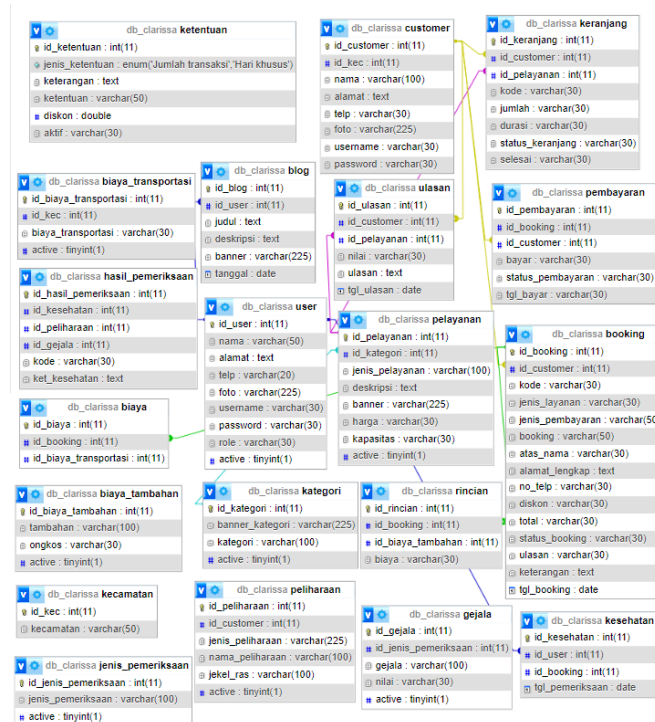 db_clarissa ketentuan
id_ketentuan : int(11)
jenis_ketentuan : enum('Jumlah transaksi','Hari khusus')
keterangan : text
ketentuan : varchar(50)
diskon : double
aktif : varchar(30)
db_clarissa customer
id_customer : int(11)
id_kec : int(11)
nama : varchar(100)
alamat : text
telp : varchar(30)
foto : varchar(225)
username : varchar(30)
password : varchar(30)
db_clarissa keranjang
id_keranjang : int(11)
id_customer : int(11)
id_pelayanan : int(11)
kode : varchar(30)
jumlah : varchar(30)
durasi : varchar(30)
status_keranjang : varchar(30)
selesai : varchar(30)
db_clarissa biaya_transportasi
id_biaya_transportasi : int(11)
id_kec : int(11)
biaya_transportasi : varchar(30)
active : tinyint(1)
db_clarissa blog
id_blog : int(11)
id_user : int(11)
judul : text
deskripsi : text
banner : varchar(225)
tanggal : date
db_clarissa ulasan
id_ulasan : int(11)
id_customer : int(11)
id_pelayanan : int(11)
nilai : varchar(30)
ulasan : text
tgl_ulasan : date
db_clarissa pembayaran
id_pembayaran : int(11)
id_booking : int(11)
id_customer : int(11)
bayar : varchar(30)
status_pembayaran : varchar(30)
tgl_bayar : varchar(30)
db_clarissa hasil_pemeriksaan
id_hasil_pemeriksaan : int(11)
id_kesehatan : int(11)
id_peliharaan : int(11)
id_gejala : int(11)
kode : varchar(30)
ket_kesehatan : text
db_clarissa user
id_user : int(11)
nama : varchar(50)
alamat : text
telp : varchar(20)
foto : varchar(225)
username : varchar(30)
password : varchar(30)
role : varchar(30)
active : tinyint(1)
db_clarissa pelayanan
id_pelayanan : int(11)
id_kategori : int(11)
jenis_pelayanan : varchar(100)
deskripsi : text
banner : varchar(225)
harga : varchar(30)
kapasitas : varchar(30)
active : tinyint(1)
db_clarissa booking
id_booking : int(11)
id_customer : int(11)
kode : varchar(30)
jenis_layanan : varchar(30)
jenis_pembayaran : varchar(50
booking : varchar(50)
atas_nama : varchar(30)
alamat_lengkap : text
no_telp : varchar(30)
diskon : varchar(30)
total : varchar(30)
status_booking : varchar(30)
ulasan : varchar(30)
keterangan : text
tgl_booking : date
db_clarissa biaya
id_biaya : int(11)
id_booking : int(11)
id_biaya_transportasi : int(11)
db_clarissa biaya_tambahan
id_biaya_tambahan : int(11)
tambahan : varchar(100)
ongkos : varchar(30)
active : tinyint(1)
db_clarissa kategori
id_kategori : int(11)
banner_kategori : varchar(225)
kategori : varchar(100)
active : tinyint(1)
db_clarissa rincian
id_rincian : int(11)
id_booking : int(11)
id_biaya_tambahan : int(11)
biaya : varchar(30)
db_clarissa kecamatan
id_kec : int(11)
kecamatan : varchar(50)
db_clarissa peliharaan
id_peliharaan : int(11)
id_customer : int(11)
jenis_peliharaan : varchar(225)
nama_peliharaan : varchar(100)
jekel_ras : varchar(100)
active : tinyint(1)
db_clarissa gejala
id_gejala : int(11)
id_jenis_pemeriksaan : int(11)
gejala : varchar(100)
nilai : varchar(30)
active : tinyint(1)
db_clarissa kesehatan
id_kesehatan : int(11)
id_user : int(11)
id_booking : int(11)
tgl_pemeriksaan : date
db_clarissa jenis_pemeriksaan
id_jenis_pemeriksaan : int(11)
jenis_pemeriksaan : varchar(100)
active : tinyint(1)